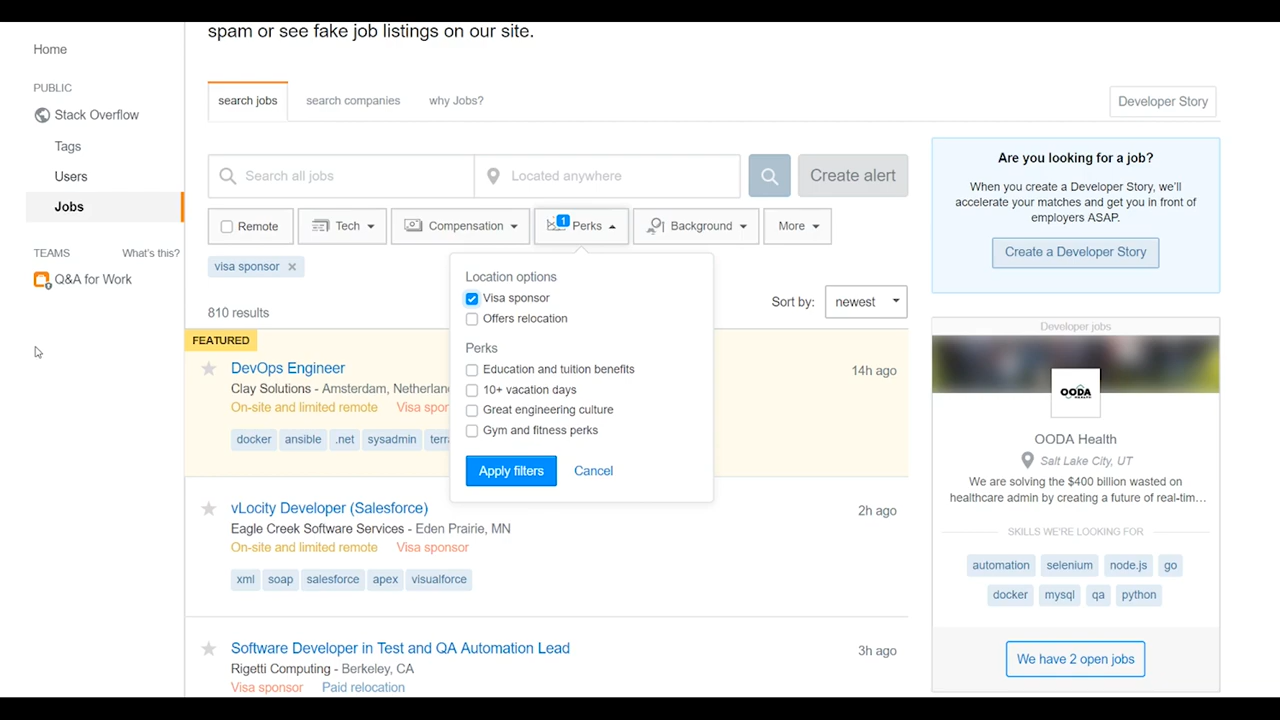 spam or see fake job listings on our site.
Home
PUBLIC
Stack Overflow
Tags
Users
Jobs
TEAMS What's this?
Q&A for Work
search jobs search companies why Jobs? Developer Story
Search all jobs Located anywhere Create alert
Remote Tech Compensation 1 Perks Background More
visa sponsor ×
810 results Sort by: newest
Location options
Visa sponsor
Offers relocation
Perks
Education and tuition benefits
10+ vacation days
Great engineering culture
Gym and fitness perks
Apply filters Cancel
FEATURED
DevOps Engineer 14h ago
Clay Solutions - Amsterdam, Netherlan
On-site and limited remote Visa spor
docker ansible .net sysadmin terra
vLocity Developer (Salesforce) 2h ago
Eagle Creek Software Services - Eden Prairie, MN
On-site and limited remote Visa sponsor
xml soap salesforce apex visualforce
Software Developer in Test and QA Automation Lead 3h ago
Rigetti Computing - Berkeley, CA
Visa sponsor Paid relocation
Are you looking for a job?
When you create a Developer Story, we'll
accelerate your matches and get you in front of
employers ASAP.
Create a Developer Story
Developer jobs
OODA
OODA Health
Salt Lake City, UT
We are solving the $400 billion wasted on
healthcare admin by creating a future of real-tim…
SKILLS WE'RE LOOKING FOR
automation selenium node.js go
docker mysql qa python
We have 2 open jobs